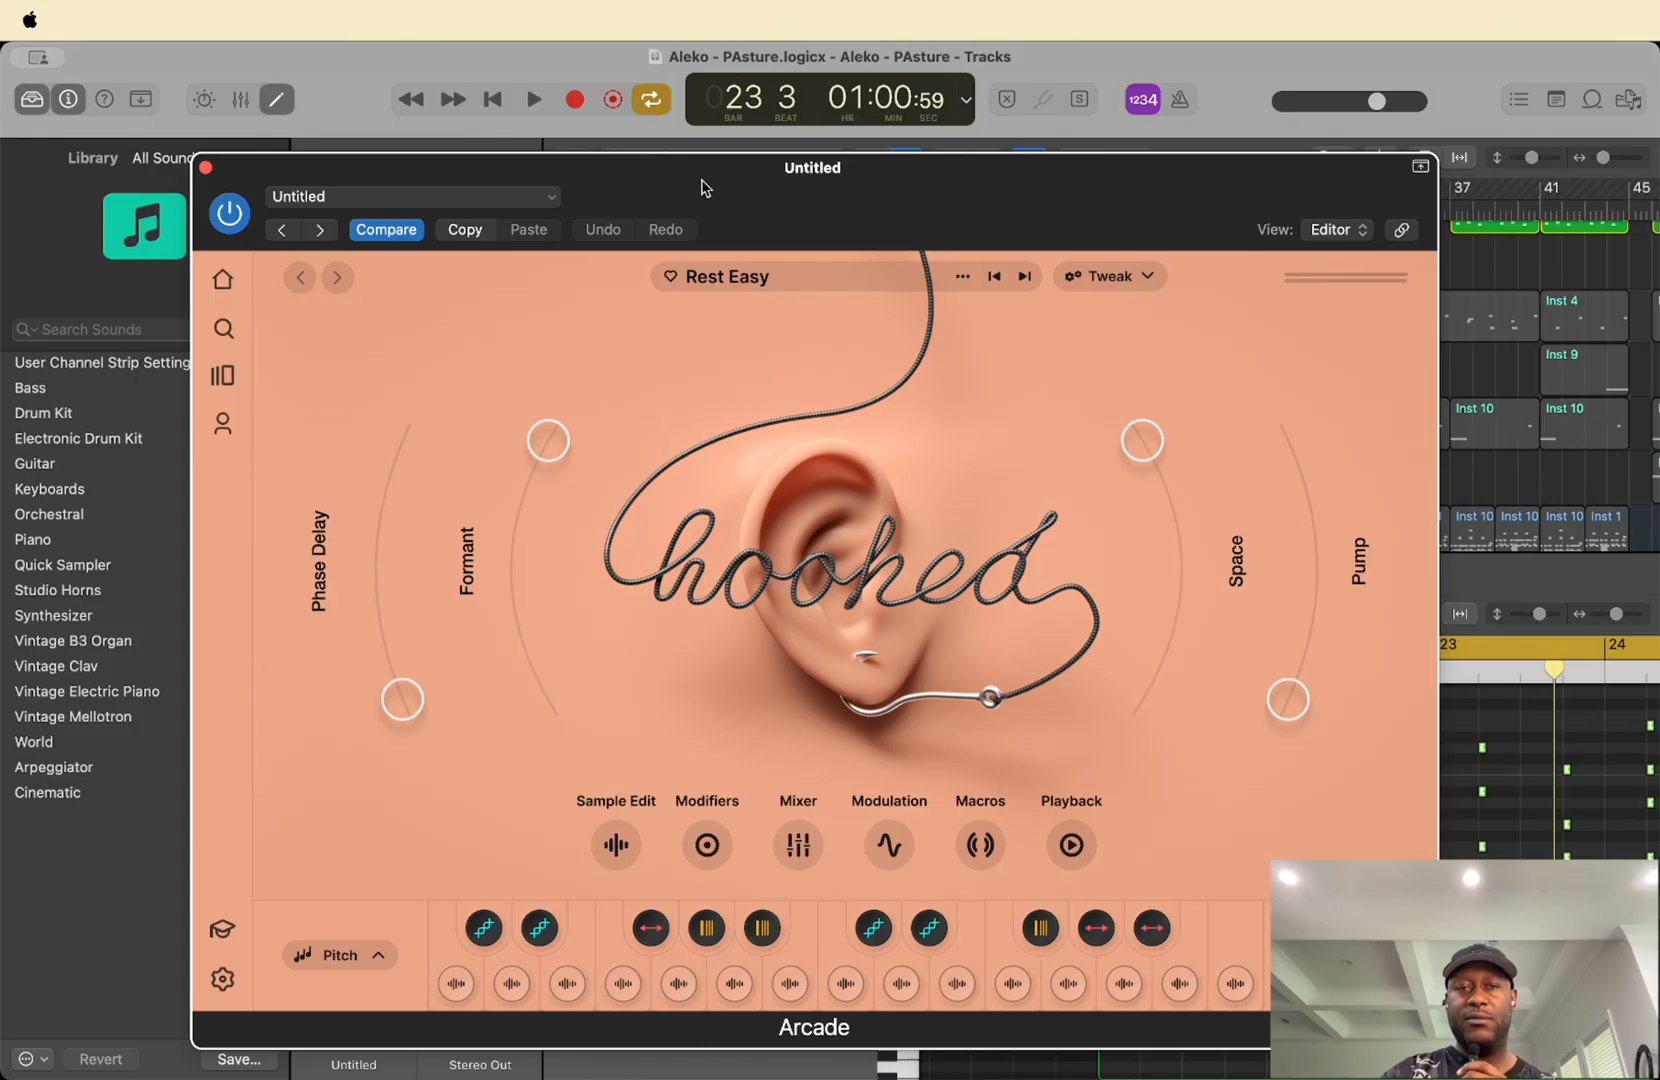 Aleko - PAsture.logicx - Aleko - PAsture - Tracks
23 3 01:00:59
BAR BEAT HR MIN SEC
1234
S
Library All Sound
Untitled
Untitled
Compare Copy Paste Undo Redo
View: Editor
37 41 45
Rest Easy
Tweak
Search Sounds
User Channel Strip Setting
Bass
Drum Kit
Electronic Drum Kit
Guitar
Keyboards
Orchestral
Piano
Quick Sampler
Studio Horns
Synthesizer
Vintage B3 Organ
Vintage Clav
Vintage Electric Piano
Vintage Mellotron
World
Arpeggiator
Cinematic
Phase Delay
Formant
hooked
Space
Pump
Inst 4
Inst 9
Inst 10 Inst 10
Inst 10 Inst 10 Inst 10 Inst 1
23 24
Sample Edit Modifiers Mixer Modulation Macros Playback
Pitch
Arcade
Revert Save...
Untitled Stereo Out